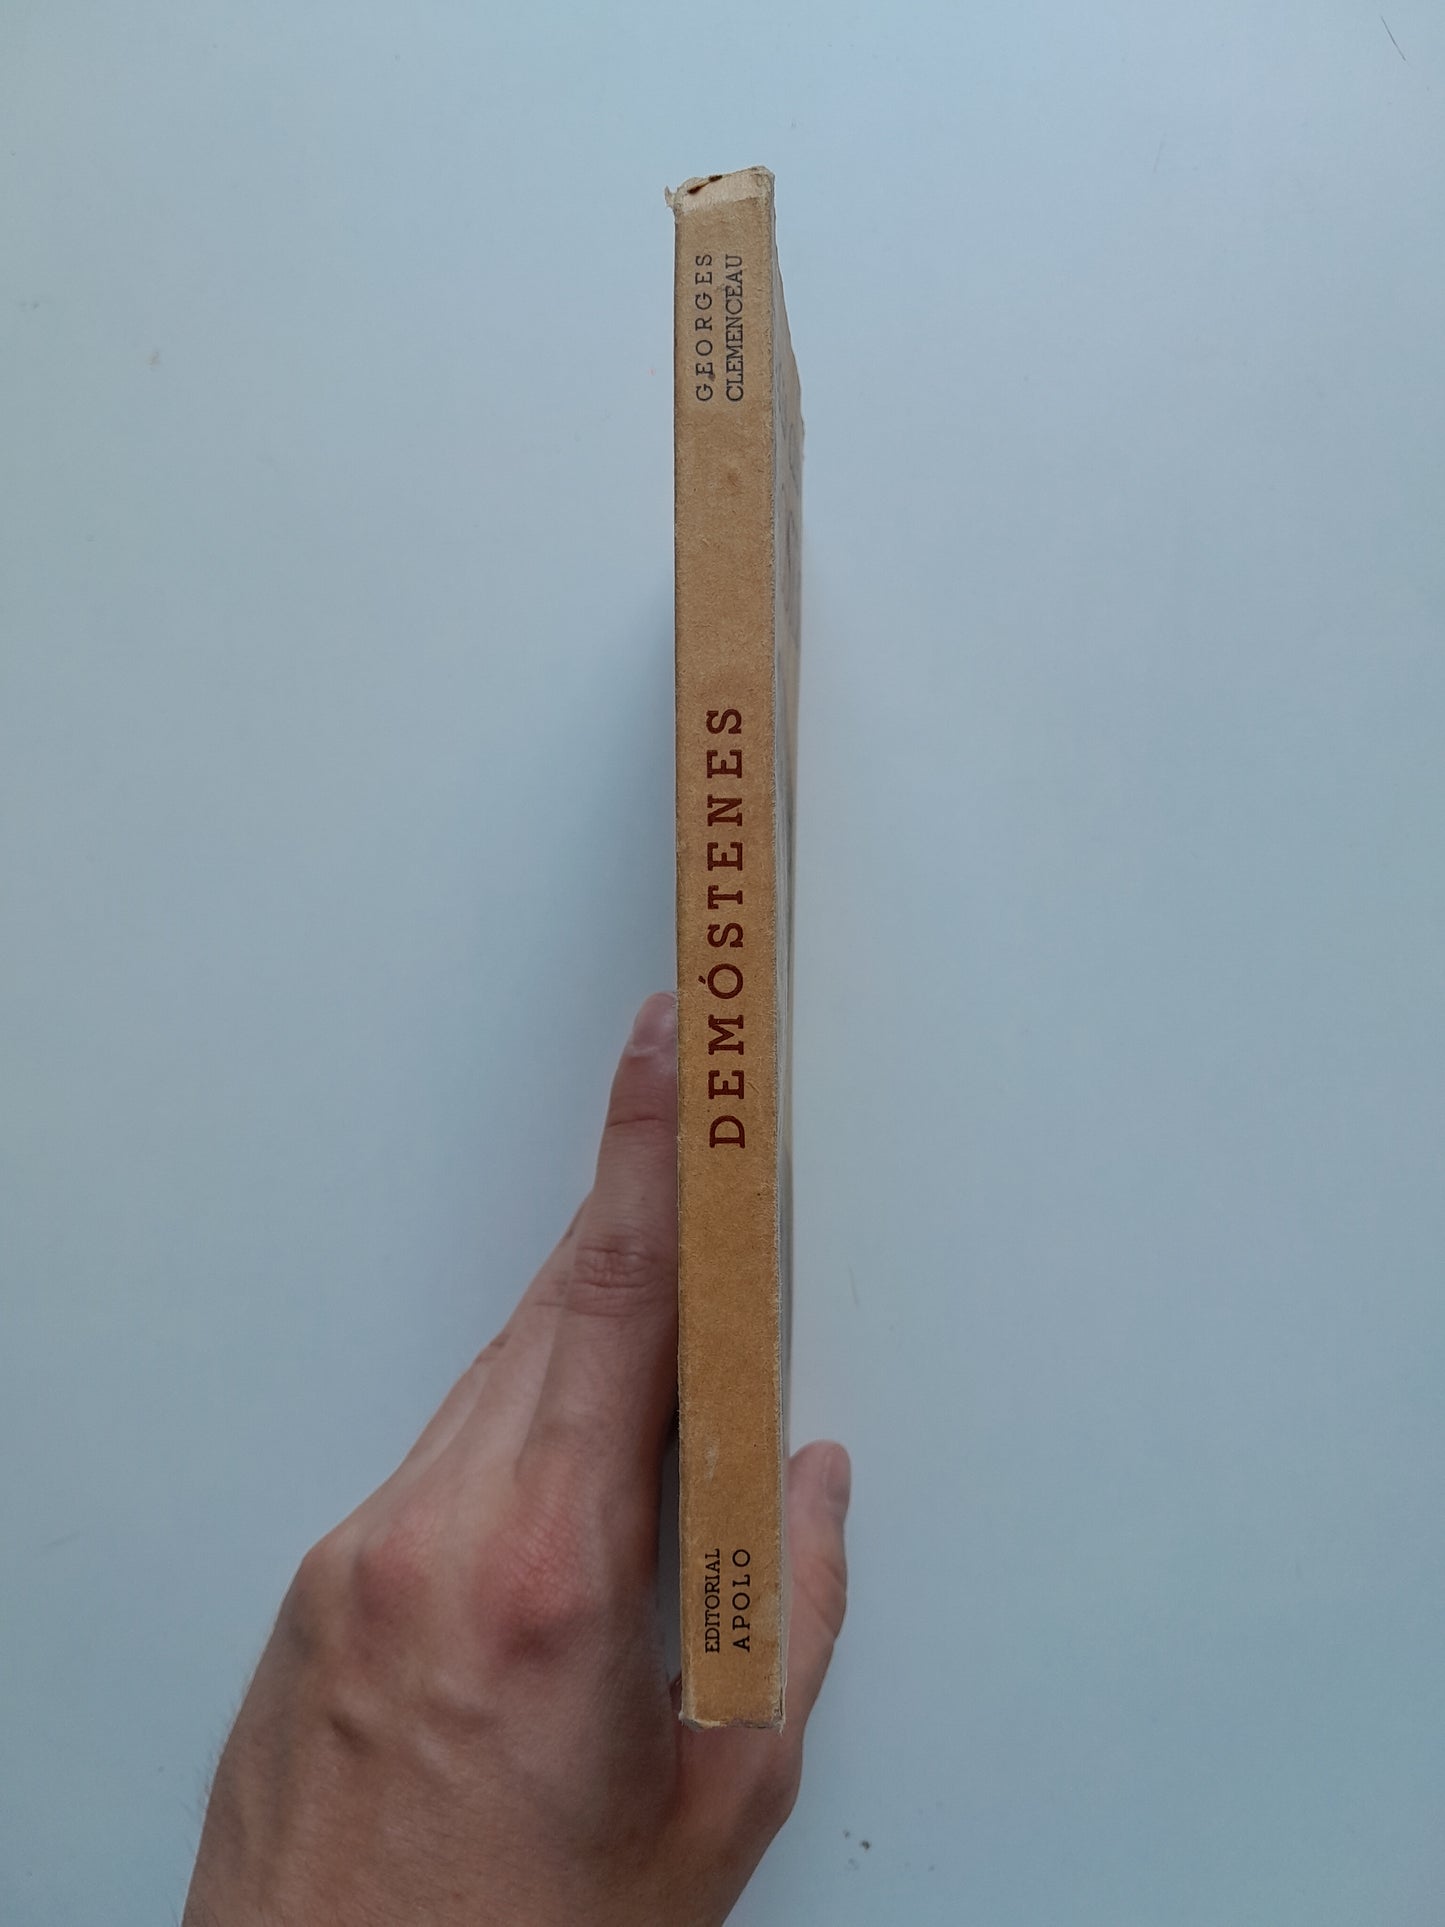 GEORGES
CLEMENCEAU
DEMÓSTENES
EDITORIAL
APOLO